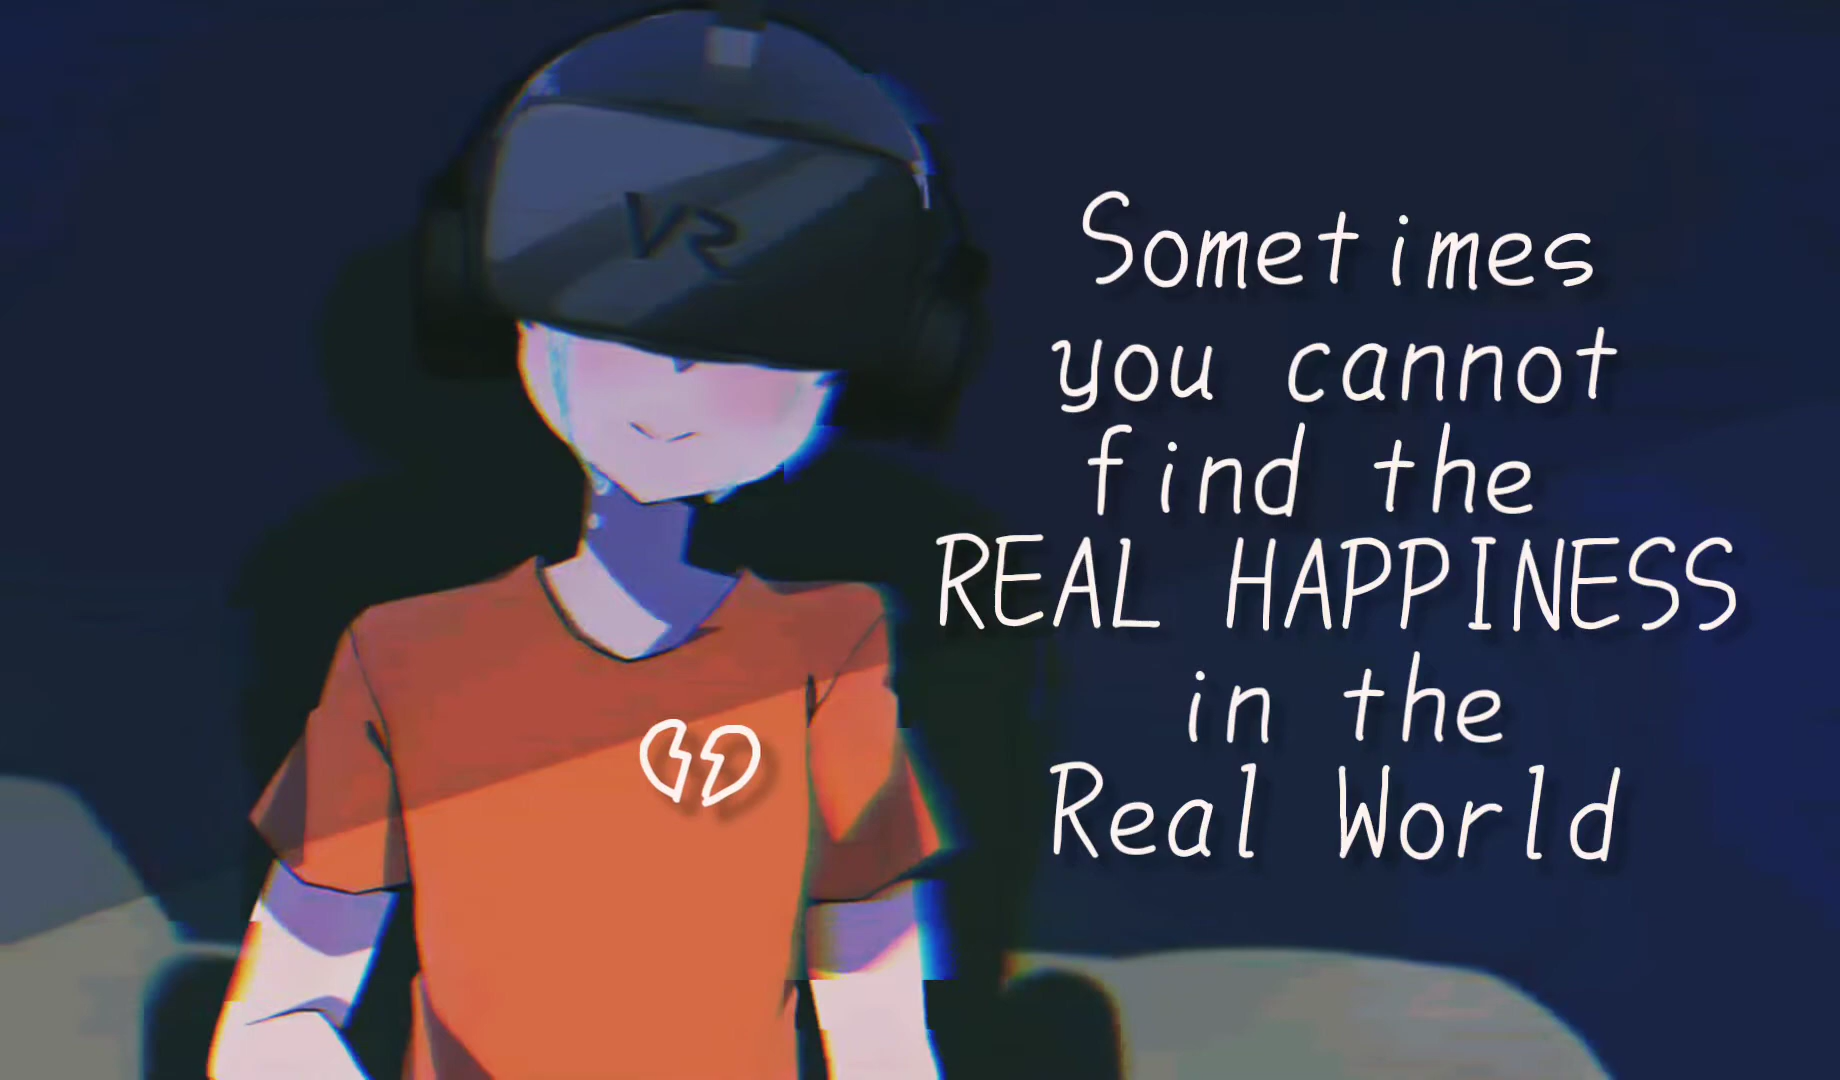 VR
Sometimes
you cannot
find the
REAL HAPPINESS
in the
Real World